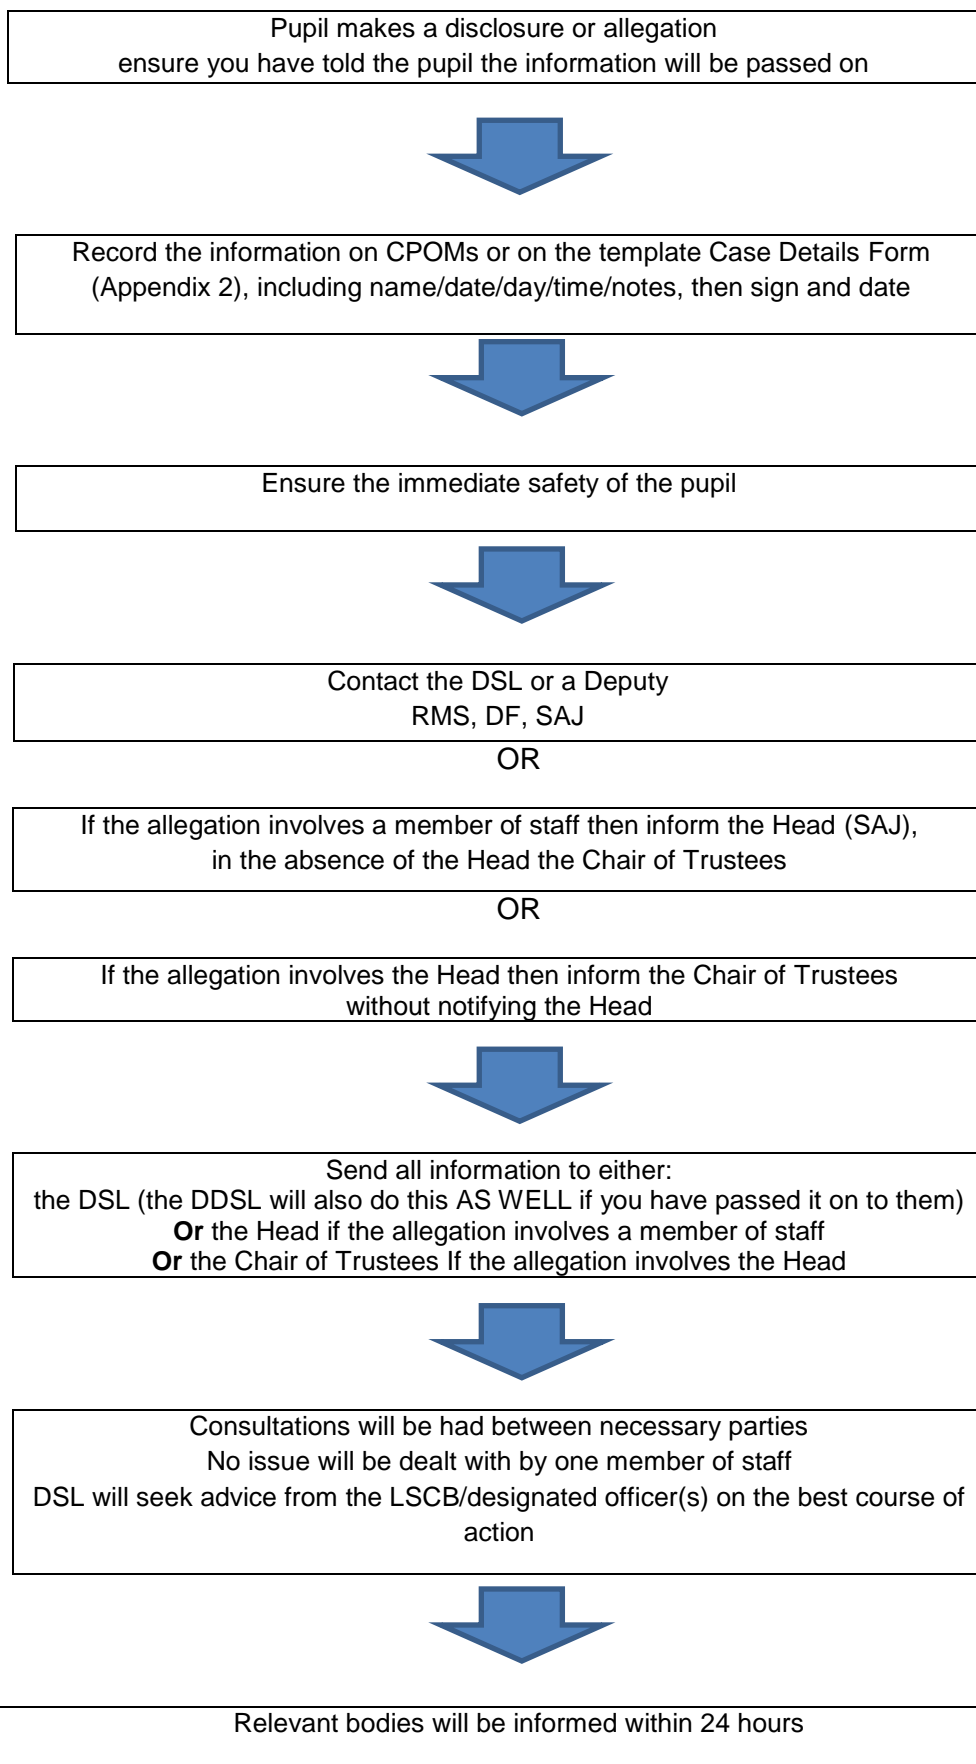 Pupil makes a disclosure or allegation
ensure you have told the pupil the information will be passed on
Record the information on CPOMs or on the template Case Details Form
(Appendix 2), including name/date/day/time/notes, then sign and date
Ensure the immediate safety of the pupil
Contact the DSL or a Deputy
RMS, DF, SAJ
OR
If the allegation involves a member of staff then inform the Head (SAJ),
in the absence of the Head the Chair of Trustees
OR
If the allegation involves the Head then inform the Chair of Trustees
without notifying the Head
Send all information to either:
the DSL (the DDSL will also do this AS WELL if you have passed it on to them)
Or the Head if the allegation involves a member of staff
Or the Chair of Trustees If the allegation involves the Head
Consultations will be had between necessary parties
No issue will be dealt with by one member of staff
DSL will seek advice from the LSCB/designated officer(s) on the best course of
action
Relevant bodies will be informed within 24 hours